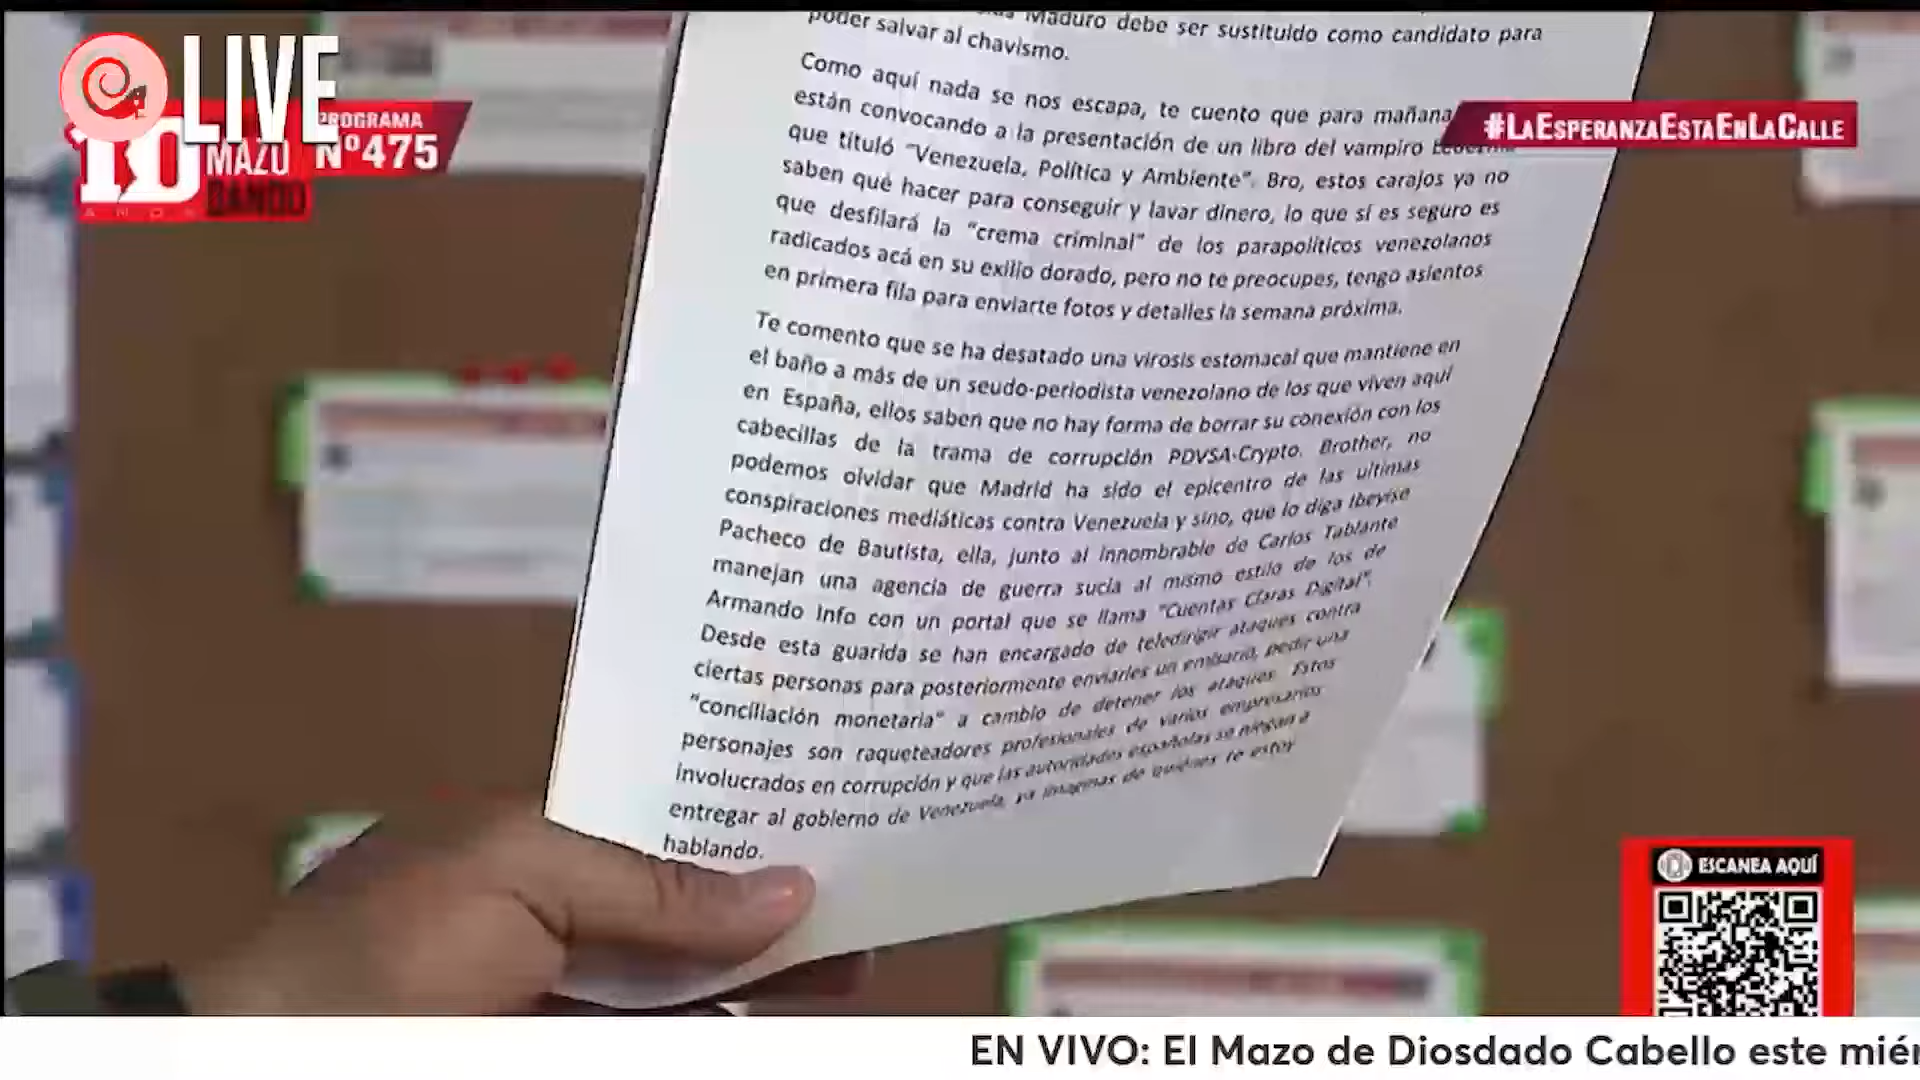 LIVE
10
AÑOS
MAZO
DANDO
PROGRAMA
Nº475
#LAESPERANZAESTAENLACALLE
Maduro debe ser sustituido como candidato para
poder salvar al chavismo.
Como aquí nada se nos escapa, te cuento que para mañana
están convocando a la presentación de un libro del vampiro
que tituló "Venezuela, Política y Ambiente". Bro, estos carajos ya no
saben qué hacer para conseguir y lavar dinero, lo que sí es seguro es
que desfilará la "crema criminal" de los parapolíticos venezolanos
radicados acá en su exilio dorado, pero no te preocupes, tengo asientos
en primera fila para enviarte fotos y detalles la semana próxima.
Te comento que se ha desatado una virosis estomacal que mantiene en
el baño a más de un seudo-periodista venezolano de los que viven aquí
en España, ellos saben que no hay forma de borrar su conexión con los
cabecillas de la trama de corrupción PDVSA-Crypto. Brother, no
podemos olvidar que Madrid ha sido el epicentro de las ultimas
conspiraciones mediáticas contra Venezuela y sino, que lo diga Ibeyise
Pacheco de Bautista, ella, junto al innombrable de Carlos Tablante
manejan una agencia de guerra sucia al mismo estilo de los de
Armando Info con un portal que se llama "Cuentas Claras Digital".
Desde esta guarida se han encargado de teledirigir ataques contra
ciertas personas para posteriormente enviarles un emisario, pedir una
"conciliación monetaria" a cambio de detener los ataques. Estos
personajes son raqueteadores profesionales de varios empresarios
involucrados en corrupción y que las autoridades españolas se niegan a
entregar al gobierno de Venezuela, ya imaginas de quiénes te estoy
hablando.
ESCANEA AQUÍ
EN VIVO: El Mazo de Diosdado Cabello este miér